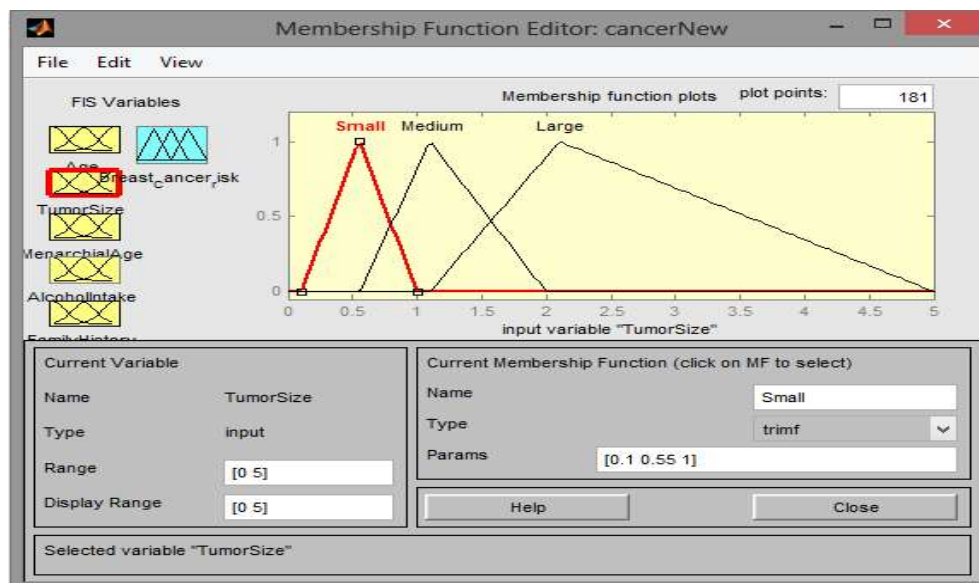 Membership Function Editor: cancerNew
File Edit View
FIS Variables
Membership function plots
plot points: 181
Age
Breast_cancer_risk
TumorSize
MenarchialAge
AlcoholIntake
FamilyHistory
Small Medium Large
1
0.5
0
0 0.5 1 1.5 2 2.5 3 3.5 4 4.5 5
input variable "TumorSize"
Current Variable
Name TumorSize
Type input
Range [0 5]
Display Range [0 5]
Current Membership Function (click on MF to select)
Name Small
Type trimf
Params [0.1 0.55 1]
Help Close
Selected variable "TumorSize"